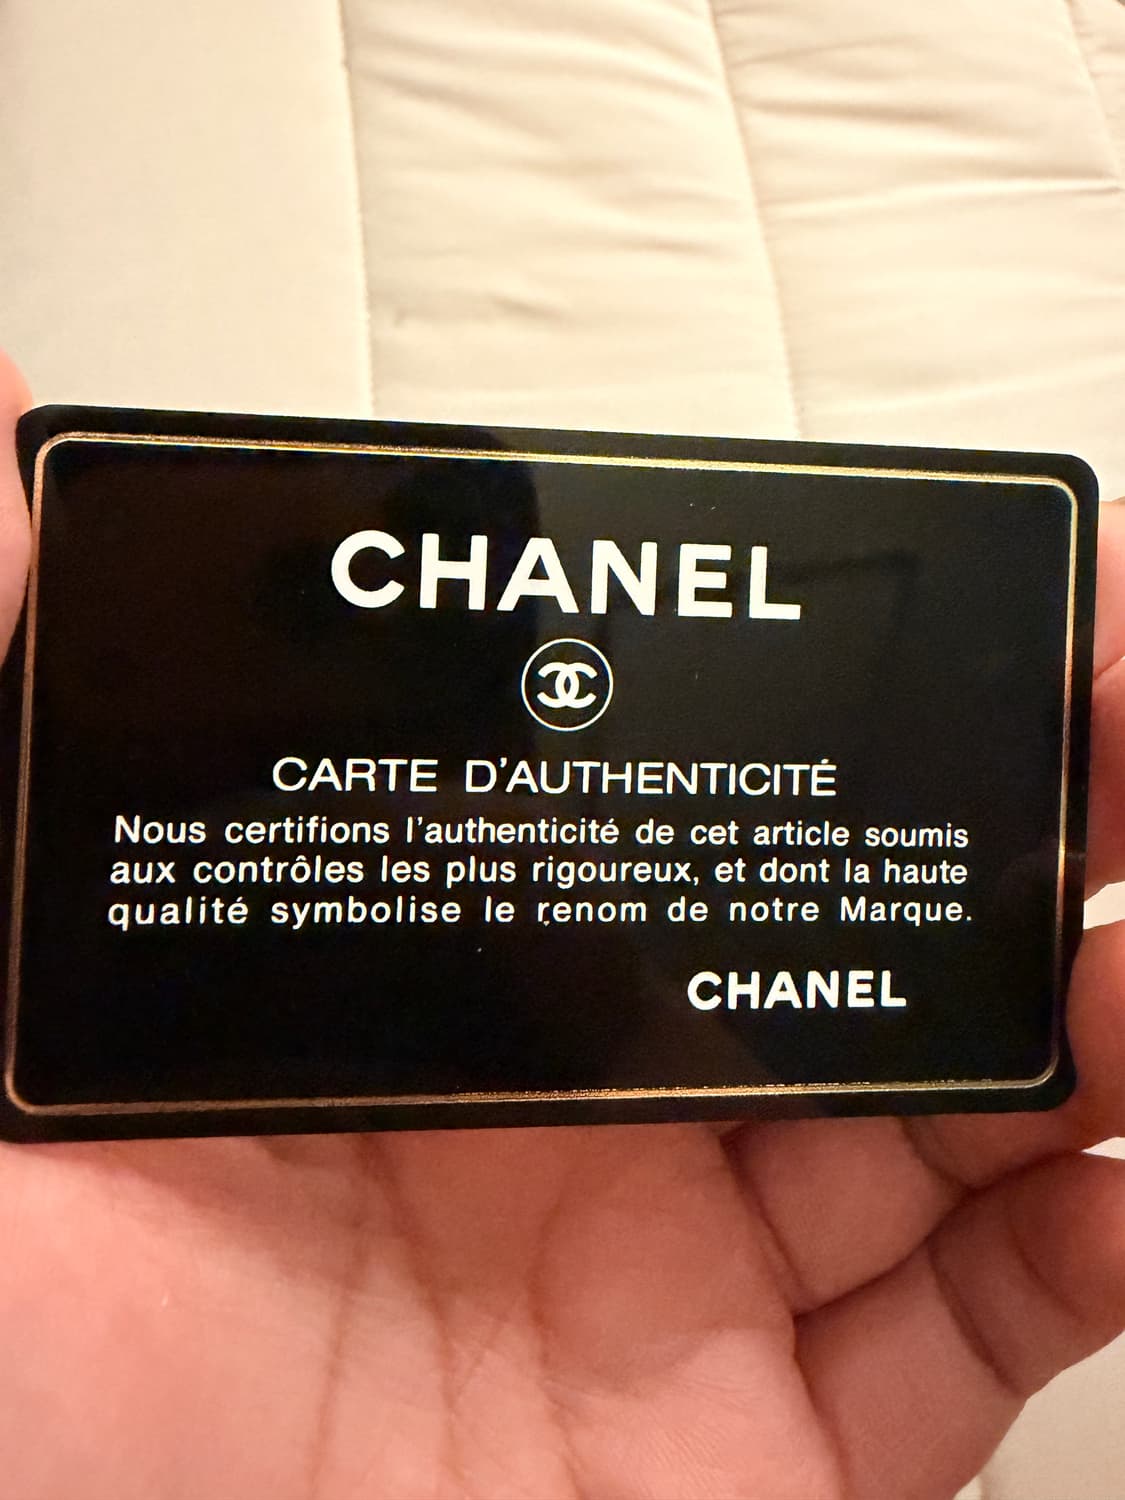 CHANEL
CARTE D'AUTHENTICITÉ
Nous certifions l'authenticité de cet article soumis
aux contrôles les plus rigoureux, et dont la haute
qualité symbolise le renom de notre Marque.
CHANEL